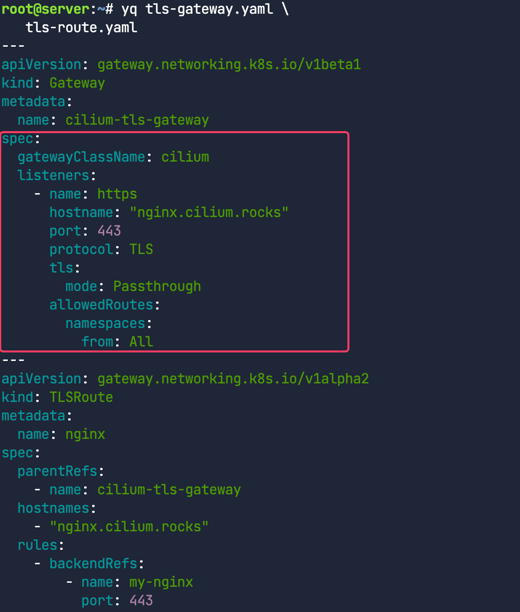 root@server:~# yq tls-gateway.yaml \
   tls-route.yaml
---
apiVersion: gateway.networking.k8s.io/v1beta1
kind: Gateway
metadata:
  name: cilium-tls-gateway
spec:
  gatewayClassName: cilium
  listeners:
    - name: https
      hostname: "nginx.cilium.rocks"
      port: 443
      protocol: TLS
      tls:
        mode: Passthrough
      allowedRoutes:
        namespaces:
          from: All
---
apiVersion: gateway.networking.k8s.io/v1alpha2
kind: TLSRoute
metadata:
  name: nginx
spec:
  parentRefs:
    - name: cilium-tls-gateway
  hostnames:
    - "nginx.cilium.rocks"
  rules:
    - backendRefs:
        - name: my-nginx
          port: 443